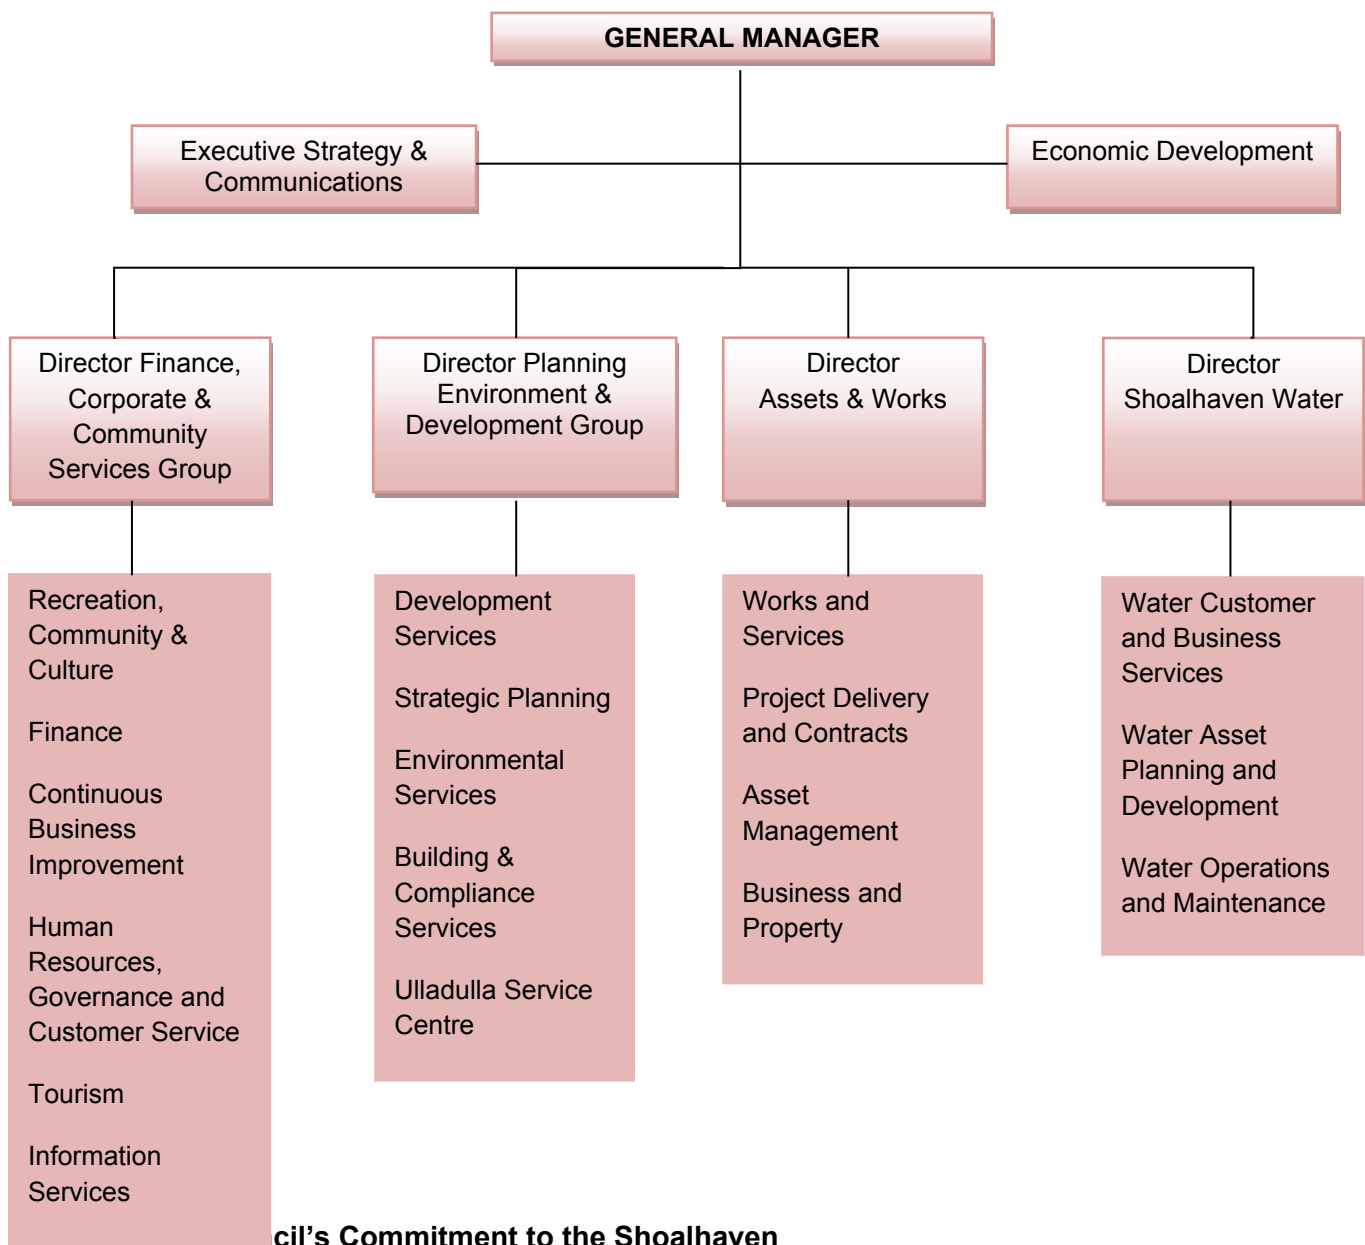 GENERAL MANAGER
Executive Strategy &
Communications
Economic Development
Director Finance,
Corporate &
Community
Services Group
Director Planning
Environment &
Development Group
Director
Assets & Works
Director
Shoalhaven Water
Recreation,
Community &
Culture
Finance
Continuous
Business
Improvement
Human
Resources,
Governance and
Customer Service
Tourism
Information
Services
Development
Services
Strategic Planning
Environmental
Services
Building &
Compliance
Services
Ulladulla Service
Centre
Works and
Services
Project Delivery
and Contracts
Asset
Management
Business and
Property
Water Customer
and Business
Services
Water Asset
Planning and
Development
Water Operations
and Maintenance
cil's Commitment to the Shoalhaven